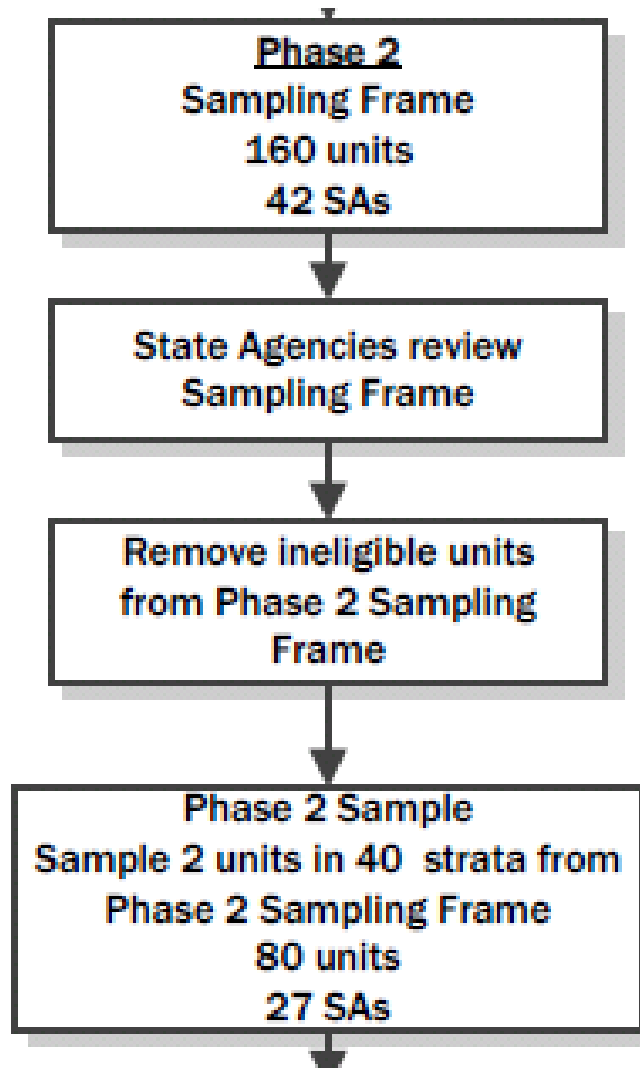 Phase 2
Sampling Frame
160 units
42 SAs
State Agencies review
Sampling Frame
Remove ineligible units
from Phase 2 Sampling
Frame
Phase 2 Sample
Sample 2 units in 40  strata from
Phase 2 Sampling Frame
80 units
27 SAs